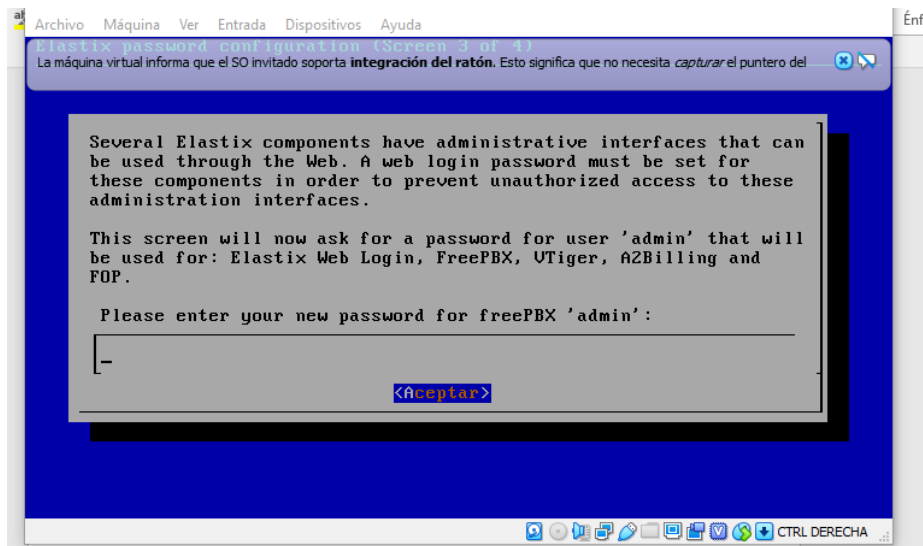 Archivo Máquina Ver Entrada Dispositivos Ayuda
Elastix password configuration (Screen 3 of 4)
La máquina virtual informa que el SO invitado soporta integración del ratón. Esto significa que no necesita capturar el puntero del
Several Elastix components have administrative interfaces that can
be used through the Web. A web login password must be set for
these components in order to prevent unauthorized access to these
administration interfaces.
This screen will now ask for a password for user 'admin' that will
be used for: Elastix Web Login, FreePBX, VTiger, A2Billing and
FOP.
Please enter your new password for freePBX 'admin':
<Aceptar>
CTRL DERECHA